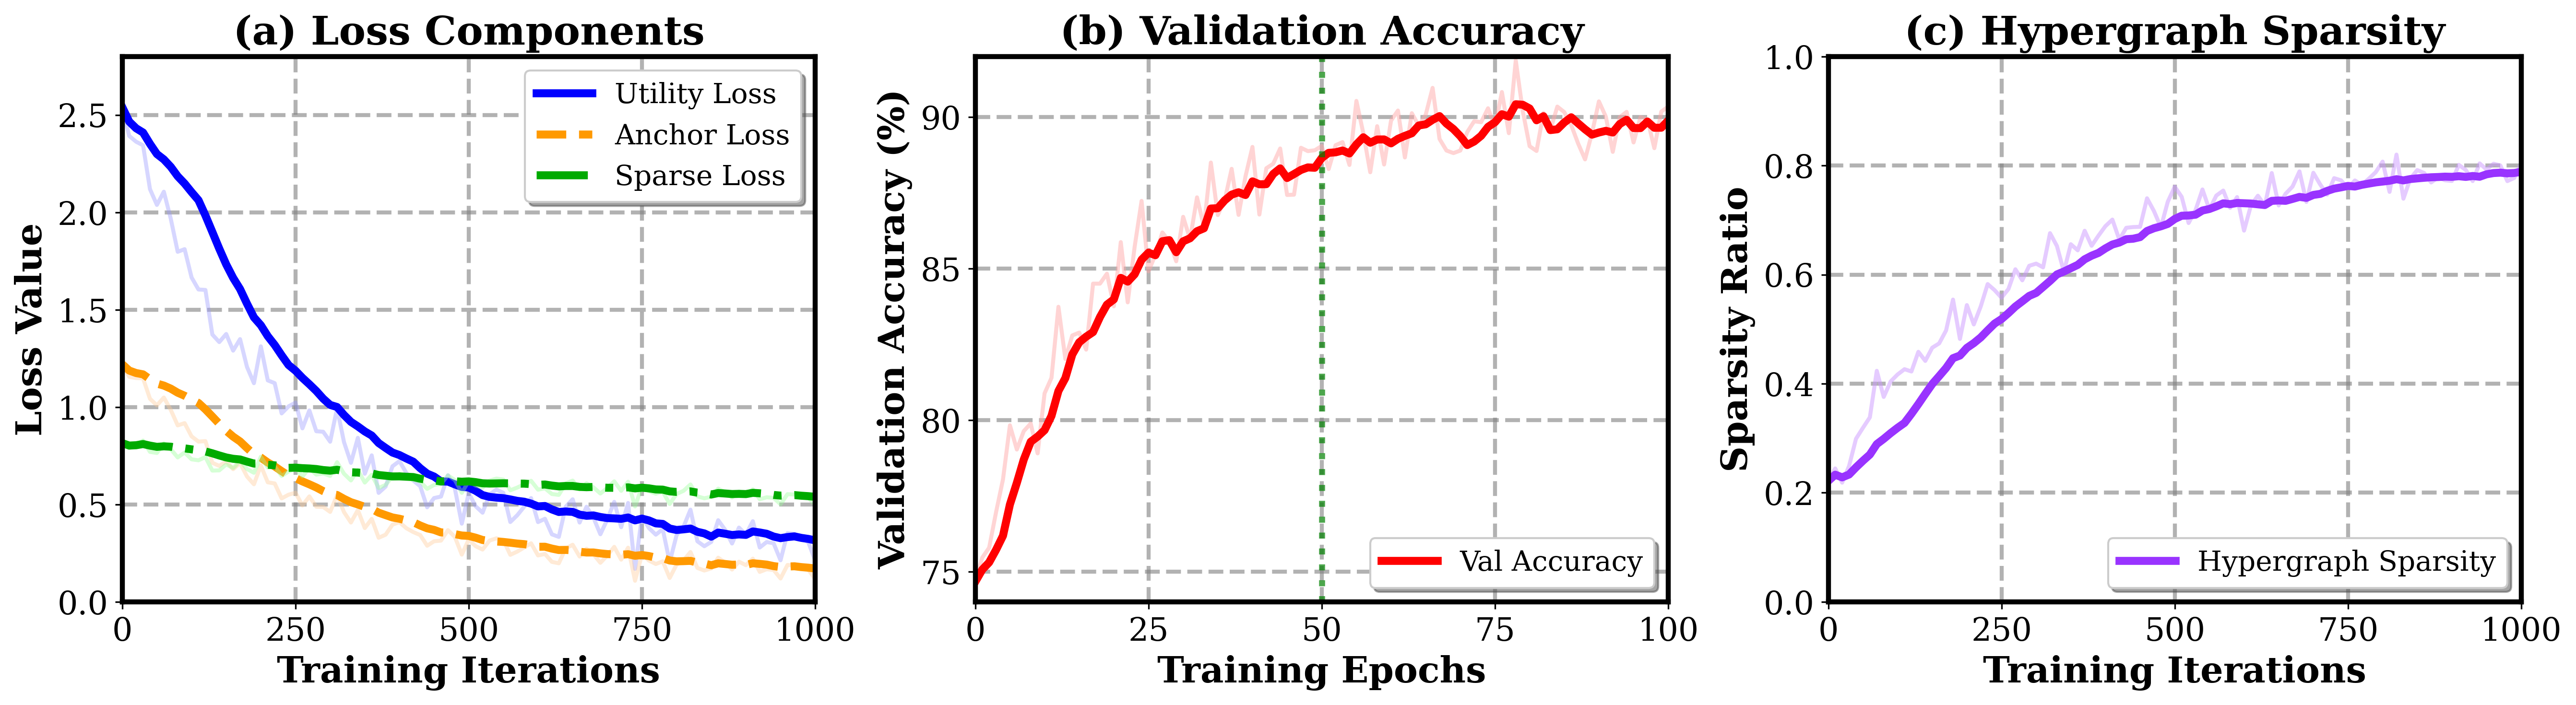 (a) Loss Components
Loss Value
2.5
2.0
1.5
1.0
0.5
0.0
0 250 500 750 1000
Training Iterations
Utility Loss
Anchor Loss
Sparse Loss
(b) Validation Accuracy
Validation Accuracy (%)
90
85
80
75
0 25 50 75 100
Training Epochs
Val Accuracy
(c) Hypergraph Sparsity
Sparsity Ratio
1.0
0.8
0.6
0.4
0.2
0.0
0 250 500 750 1000
Training Iterations
Hypergraph Sparsity